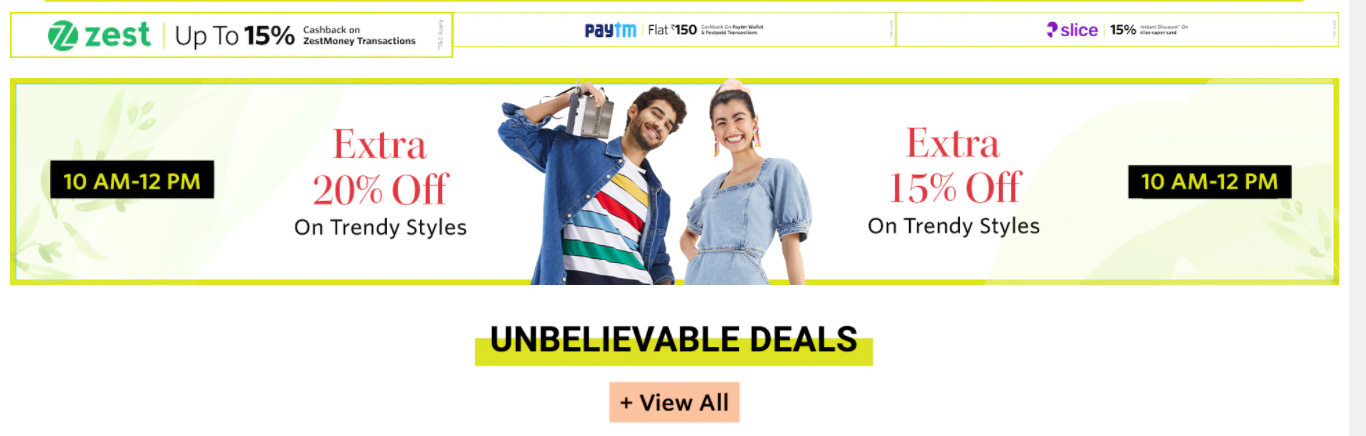 zest
Up To 15%
Cashback on
ZestMoney Transactions
*T&C Apply
paytm
Flat ₹150
Cashback On Paytm Wallet
& Postpaid Transactions
slice
15%
Instant Discount* On
slice super card
10 AM-12 PM
Extra
20% Off
On Trendy Styles
Extra
15% Off
On Trendy Styles
10 AM-12 PM
UNBELIEVABLE DEALS
+ View All